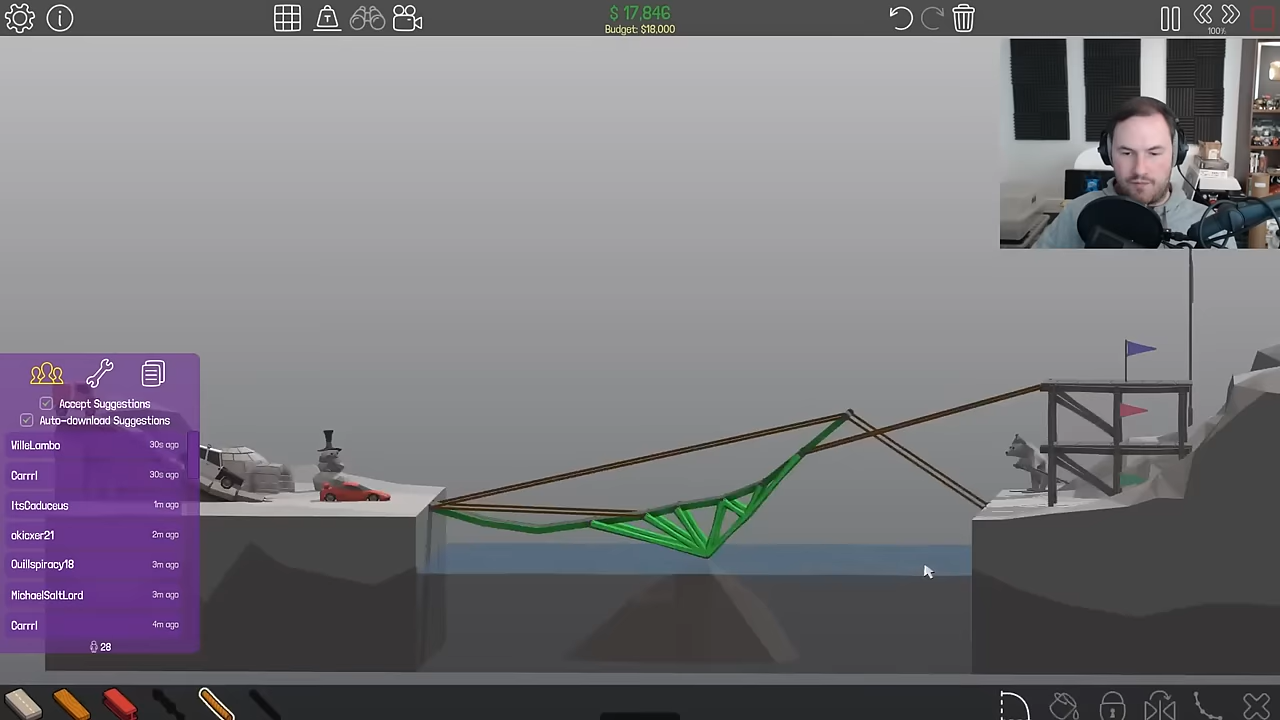 $ 17,846
Budget: $18,000
100%
T
Accept Suggestions
Auto-download Suggestions
WilleLambo 30s ago
Carrrl 30s ago
ItsCaduceus 1m ago
okicxer21 2m ago
Quillspiracy18 3m ago
MichaelSaltLord 3m ago
Carrrl 4m ago
28